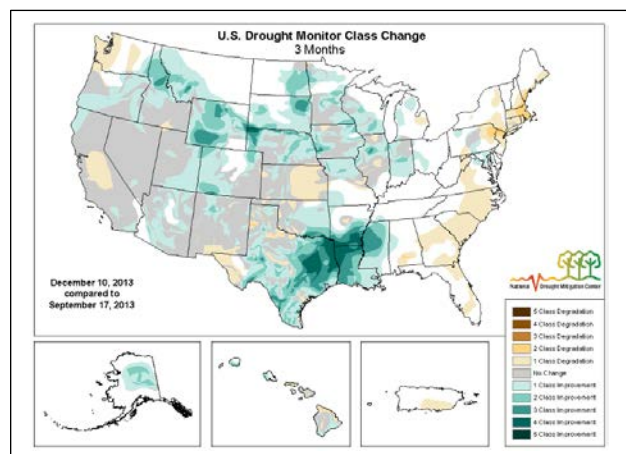 U.S. Drought Monitor Class Change
3 Months
December 10, 2013
compared to
September 17, 2013
National Drought Mitigation Center
5 Class Degradation
4 Class Degradation
3 Class Degradation
2 Class Degradation
1 Class Degradation
No Change
1 Class Improvement
2 Class Improvement
3 Class Improvement
4 Class Improvement
5 Class Improvement